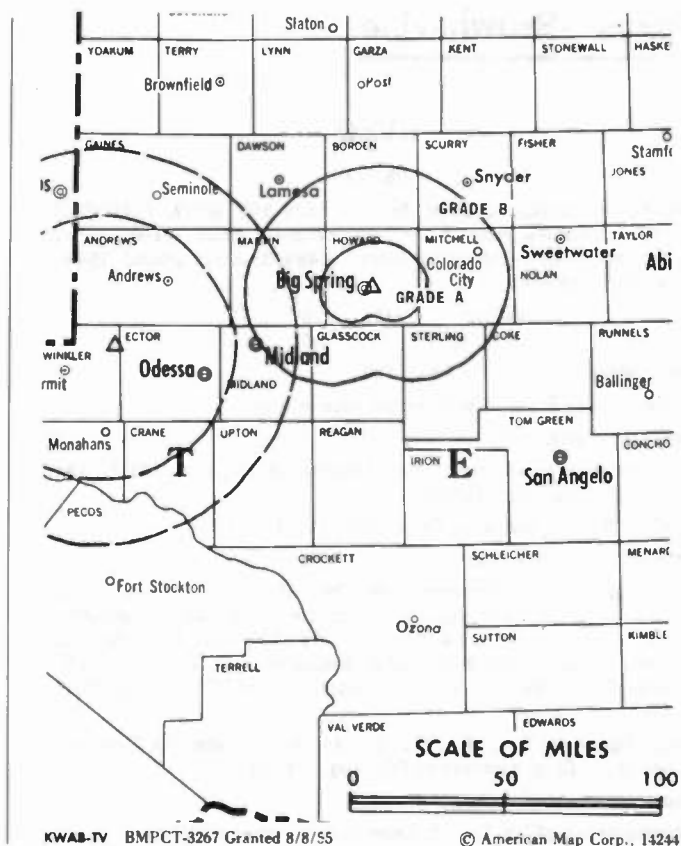 Slaton
YOAKUM TERRY LYNN GARZA KENT STONEWALL HASKE
Brownfield Post
GAINES DAWSON BORDEN SCURRY FISHER Stamf
JONES
Seminole Lamesa Snyder
GRADE B
ANDREWS MARTIN HOWARD MITCHELL TAYLOR
Sweetwater
Colorado City
NOLAN Abi
Andrews Big Spring
GRADE A
ECTOR GLASSCOCK STERLING COKE RUNNELS
WINKLER Midland
rmit Odessa MIDLAND Ballinger
TOM GREEN
Monahans CRANE UPTON REAGAN CONCHO
T IRION E
San Angelo
PECOS
CROCKETT SCHLEICHER MENARD
Fort Stockton
Ozona
SUTTON KIMBLE
TERRELL
VAL VERDE EDWARDS
SCALE OF MILES
0 50 100
KWAB-TV BMPCT-3267 Granted 8/8/55 © American Map Corp., 14244